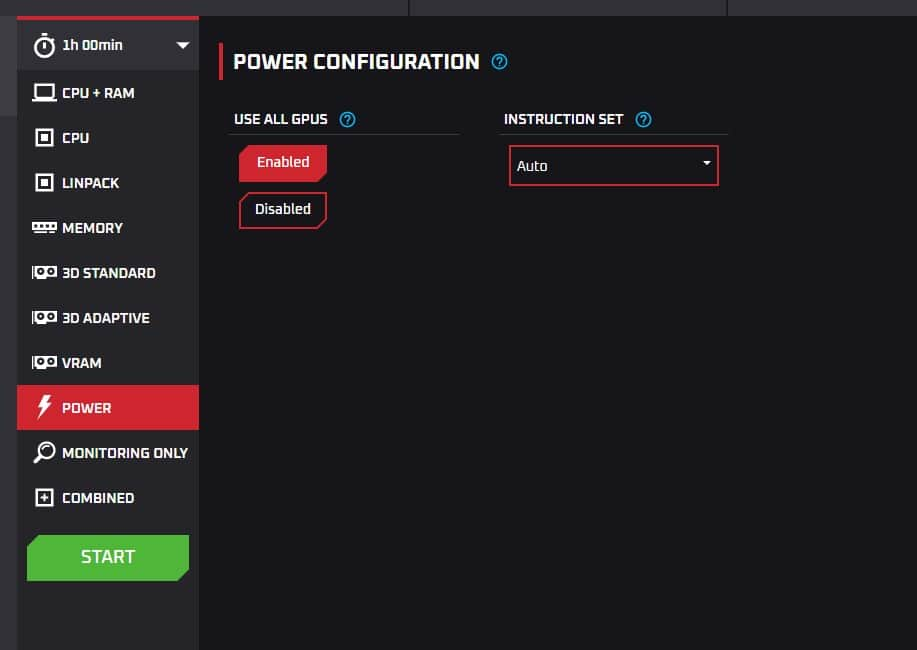 1h 00min
CPU + RAM
CPU
LINPACK
MEMORY
3D STANDARD
3D ADAPTIVE
VRAM
POWER
MONITORING ONLY
COMBINED
START
POWER CONFIGURATION ?
USE ALL GPUS ?
Enabled
Disabled
INSTRUCTION SET ?
Auto